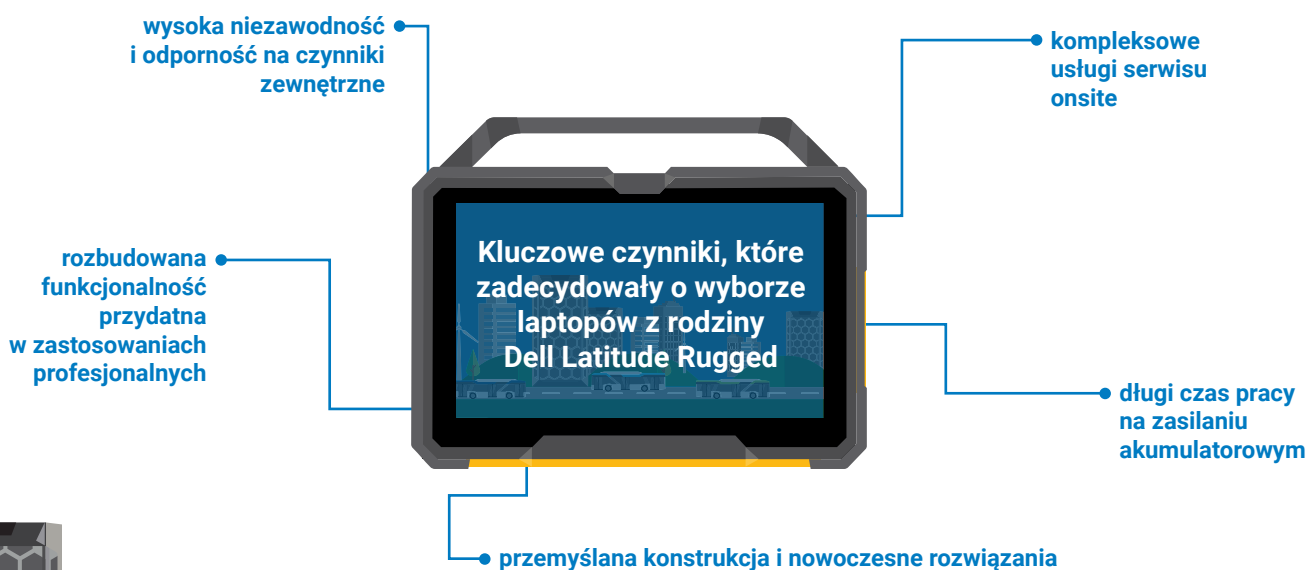 wysoka niezawodność
i odporność na czynniki
zewnętrzne
kompleksowe
usługi serwisu
onsite
Kluczowe czynniki, które
zadecydowały o wyborze
laptopów z rodziny
Dell Latitude Rugged
rozbudowana
funkcjonalność
przydatna
w zastosowaniach
profesjonalnych
długi czas pracy
na zasilaniu
akumulatorowym
przemyślana konstrukcja i nowoczesne rozwiązania